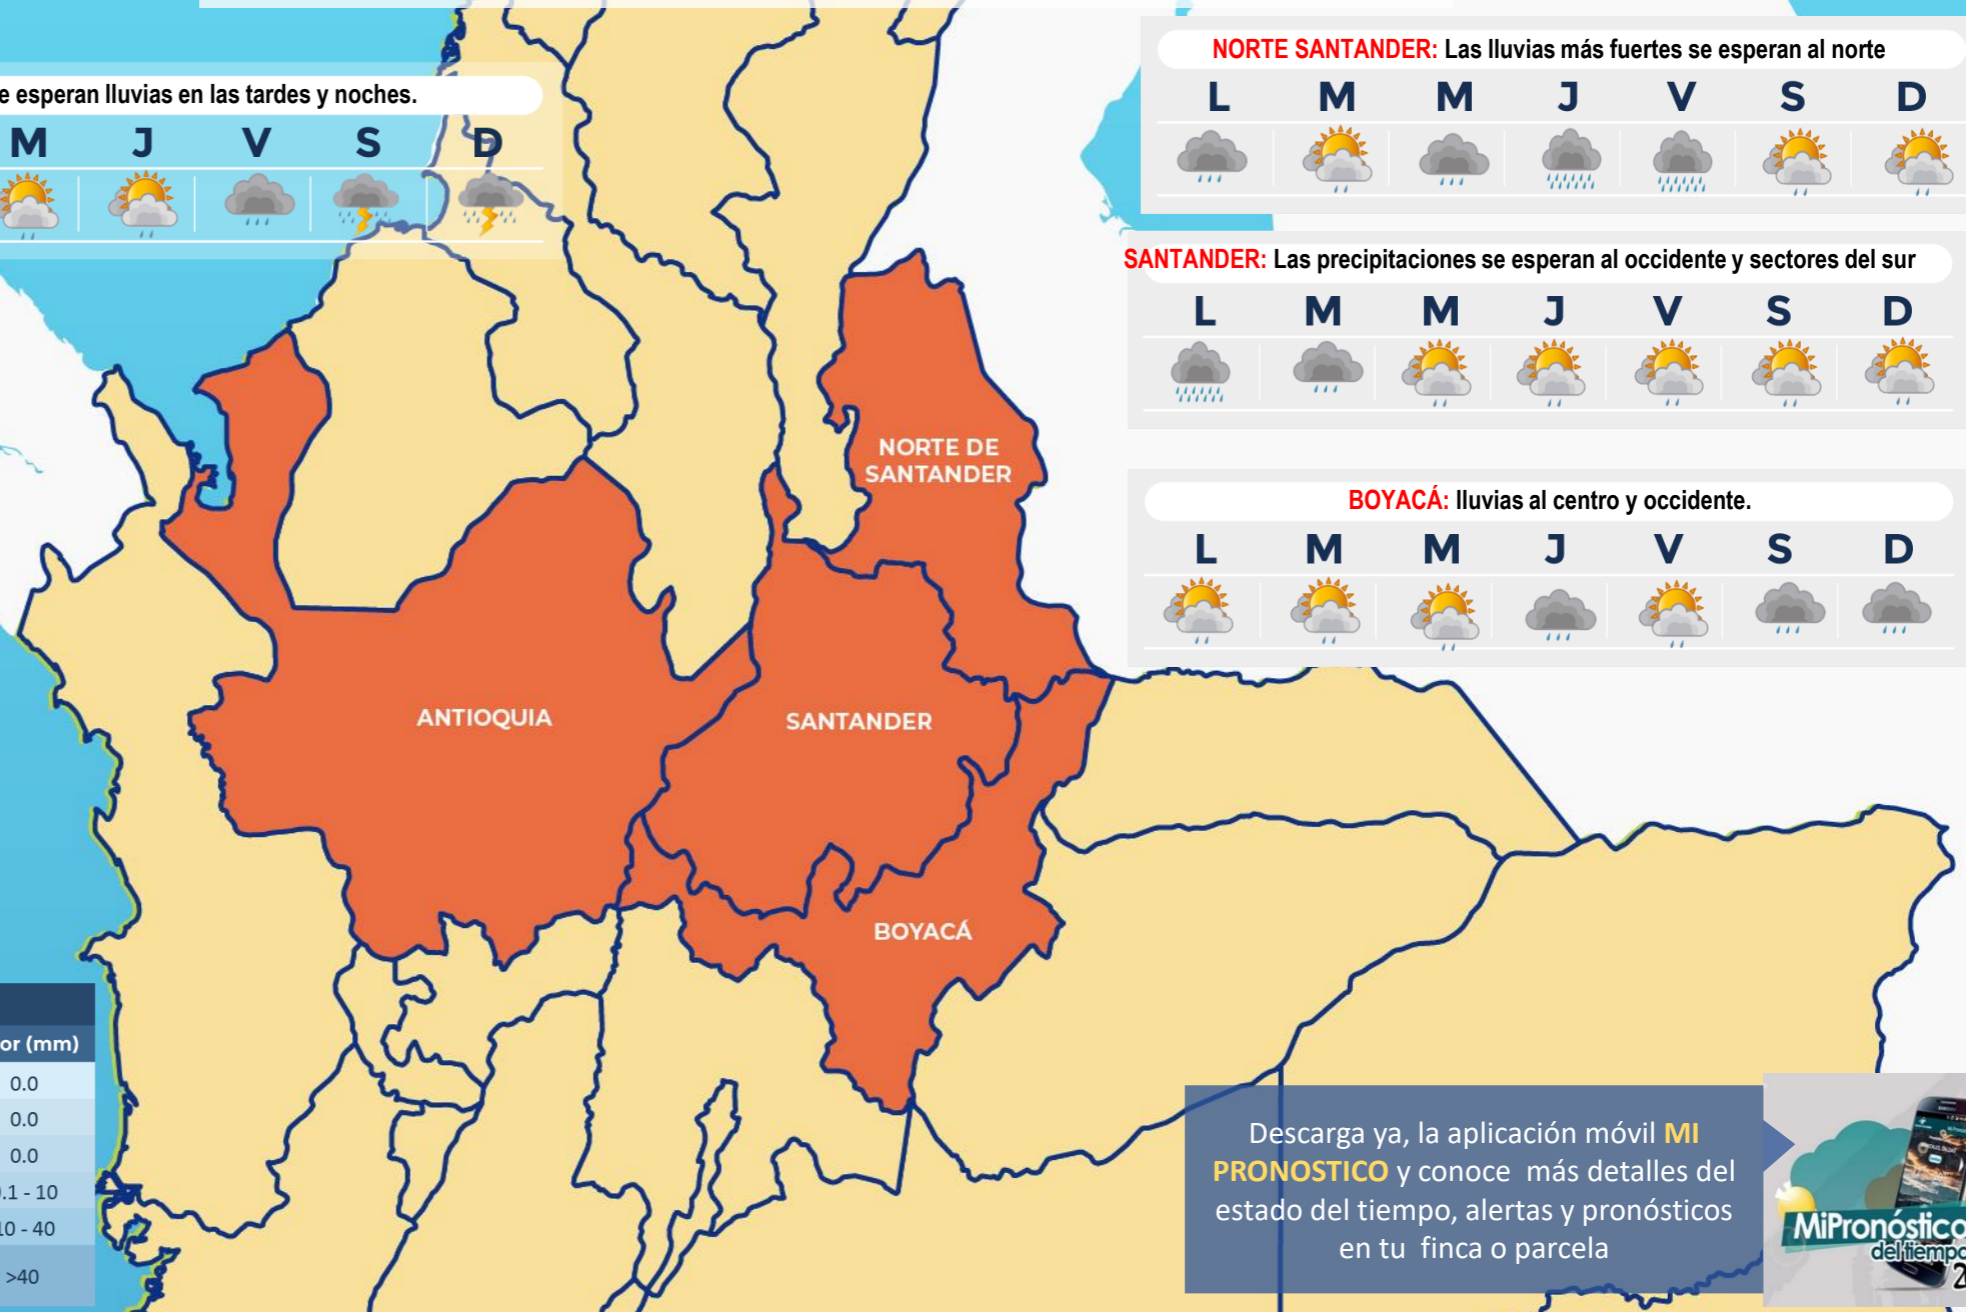 NORTE SANTANDER: Las lluvias más fuertes se esperan al norte
L M M J V S D
e esperan lluvias en las tardes y noches.
M J V S D
SANTANDER: Las precipitaciones se esperan al occidente y sectores del sur
L M M J V S D
NORTE DE
SANTANDER
BOYACÁ: lluvias al centro y occidente.
L M M J V S D
ANTIOQUIA
SANTANDER
BOYACÁ
or (mm)
0.0
0.0
0.0
.1 - 10
10 - 40
>40
Descarga ya, la aplicación móvil MI
PRONOSTICO y conoce más detalles del
estado del tiempo, alertas y pronósticos
en tu finca o parcela
MiPronóstico
del tiempo
2